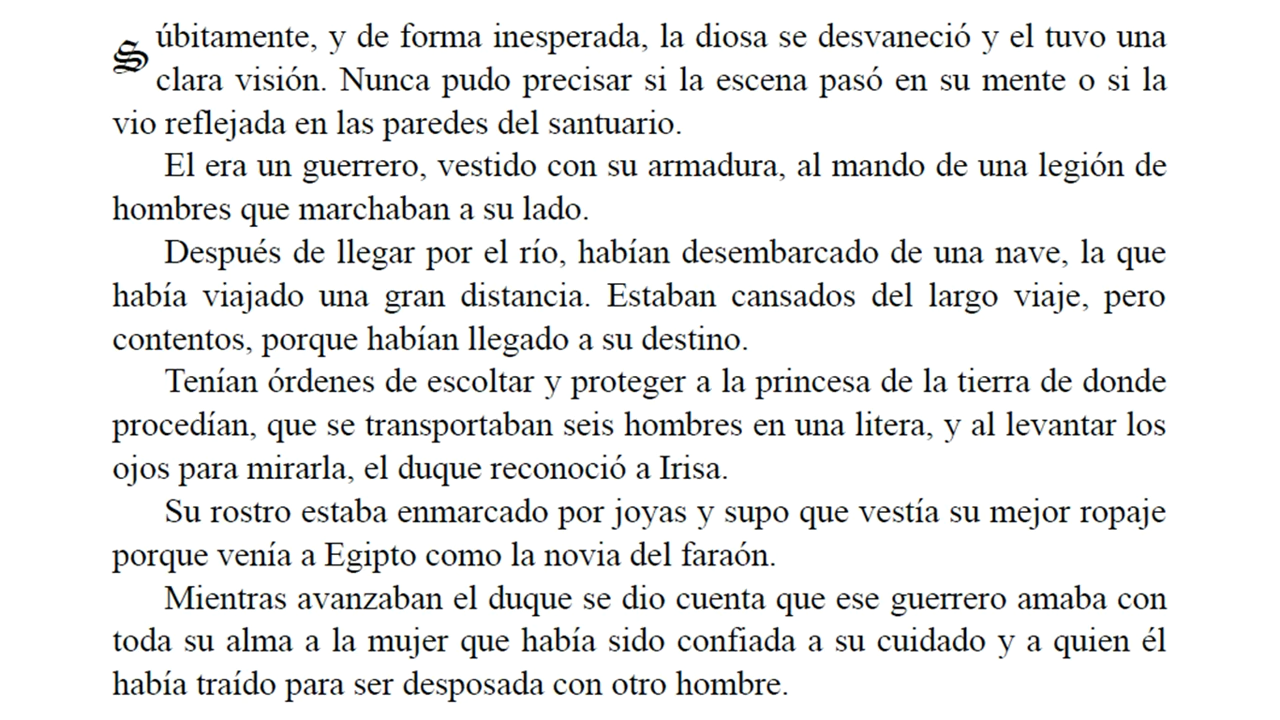 Súbitamente, y de forma inesperada, la diosa se desvaneció y el tuvo una
clara visión. Nunca pudo precisar si la escena pasó en su mente o si la
vio reflejada en las paredes del santuario.
El era un guerrero, vestido con su armadura, al mando de una legión de
hombres que marchaban a su lado.
Después de llegar por el río, habían desembarcado de una nave, la que
había viajado una gran distancia. Estaban cansados del largo viaje, pero
contentos, porque habían llegado a su destino.
Tenían órdenes de escoltar y proteger a la princesa de la tierra de donde
procedían, que se transportaban seis hombres en una litera, y al levantar los
ojos para mirarla, el duque reconoció a Irisa.
Su rostro estaba enmarcado por joyas y supo que vestía su mejor ropaje
porque venía a Egipto como la novia del faraón.
Mientras avanzaban el duque se dio cuenta que ese guerrero amaba con
toda su alma a la mujer que había sido confiada a su cuidado y a quien él
había traído para ser desposada con otro hombre.